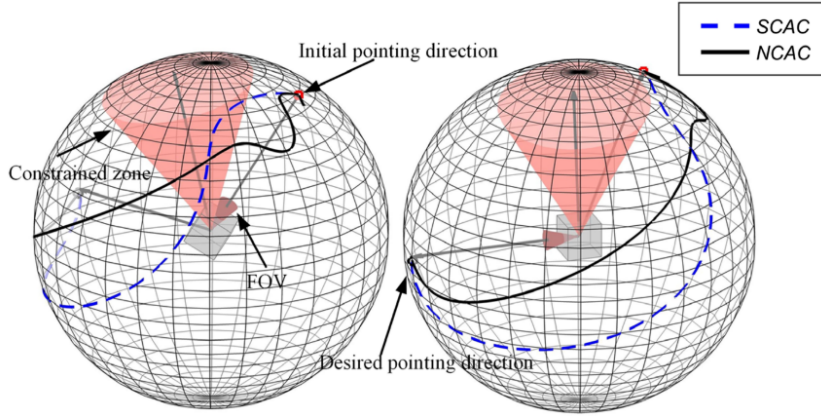 Initial pointing direction
SCAC
NCAC
Constrained zone
FOV
Desired pointing direction